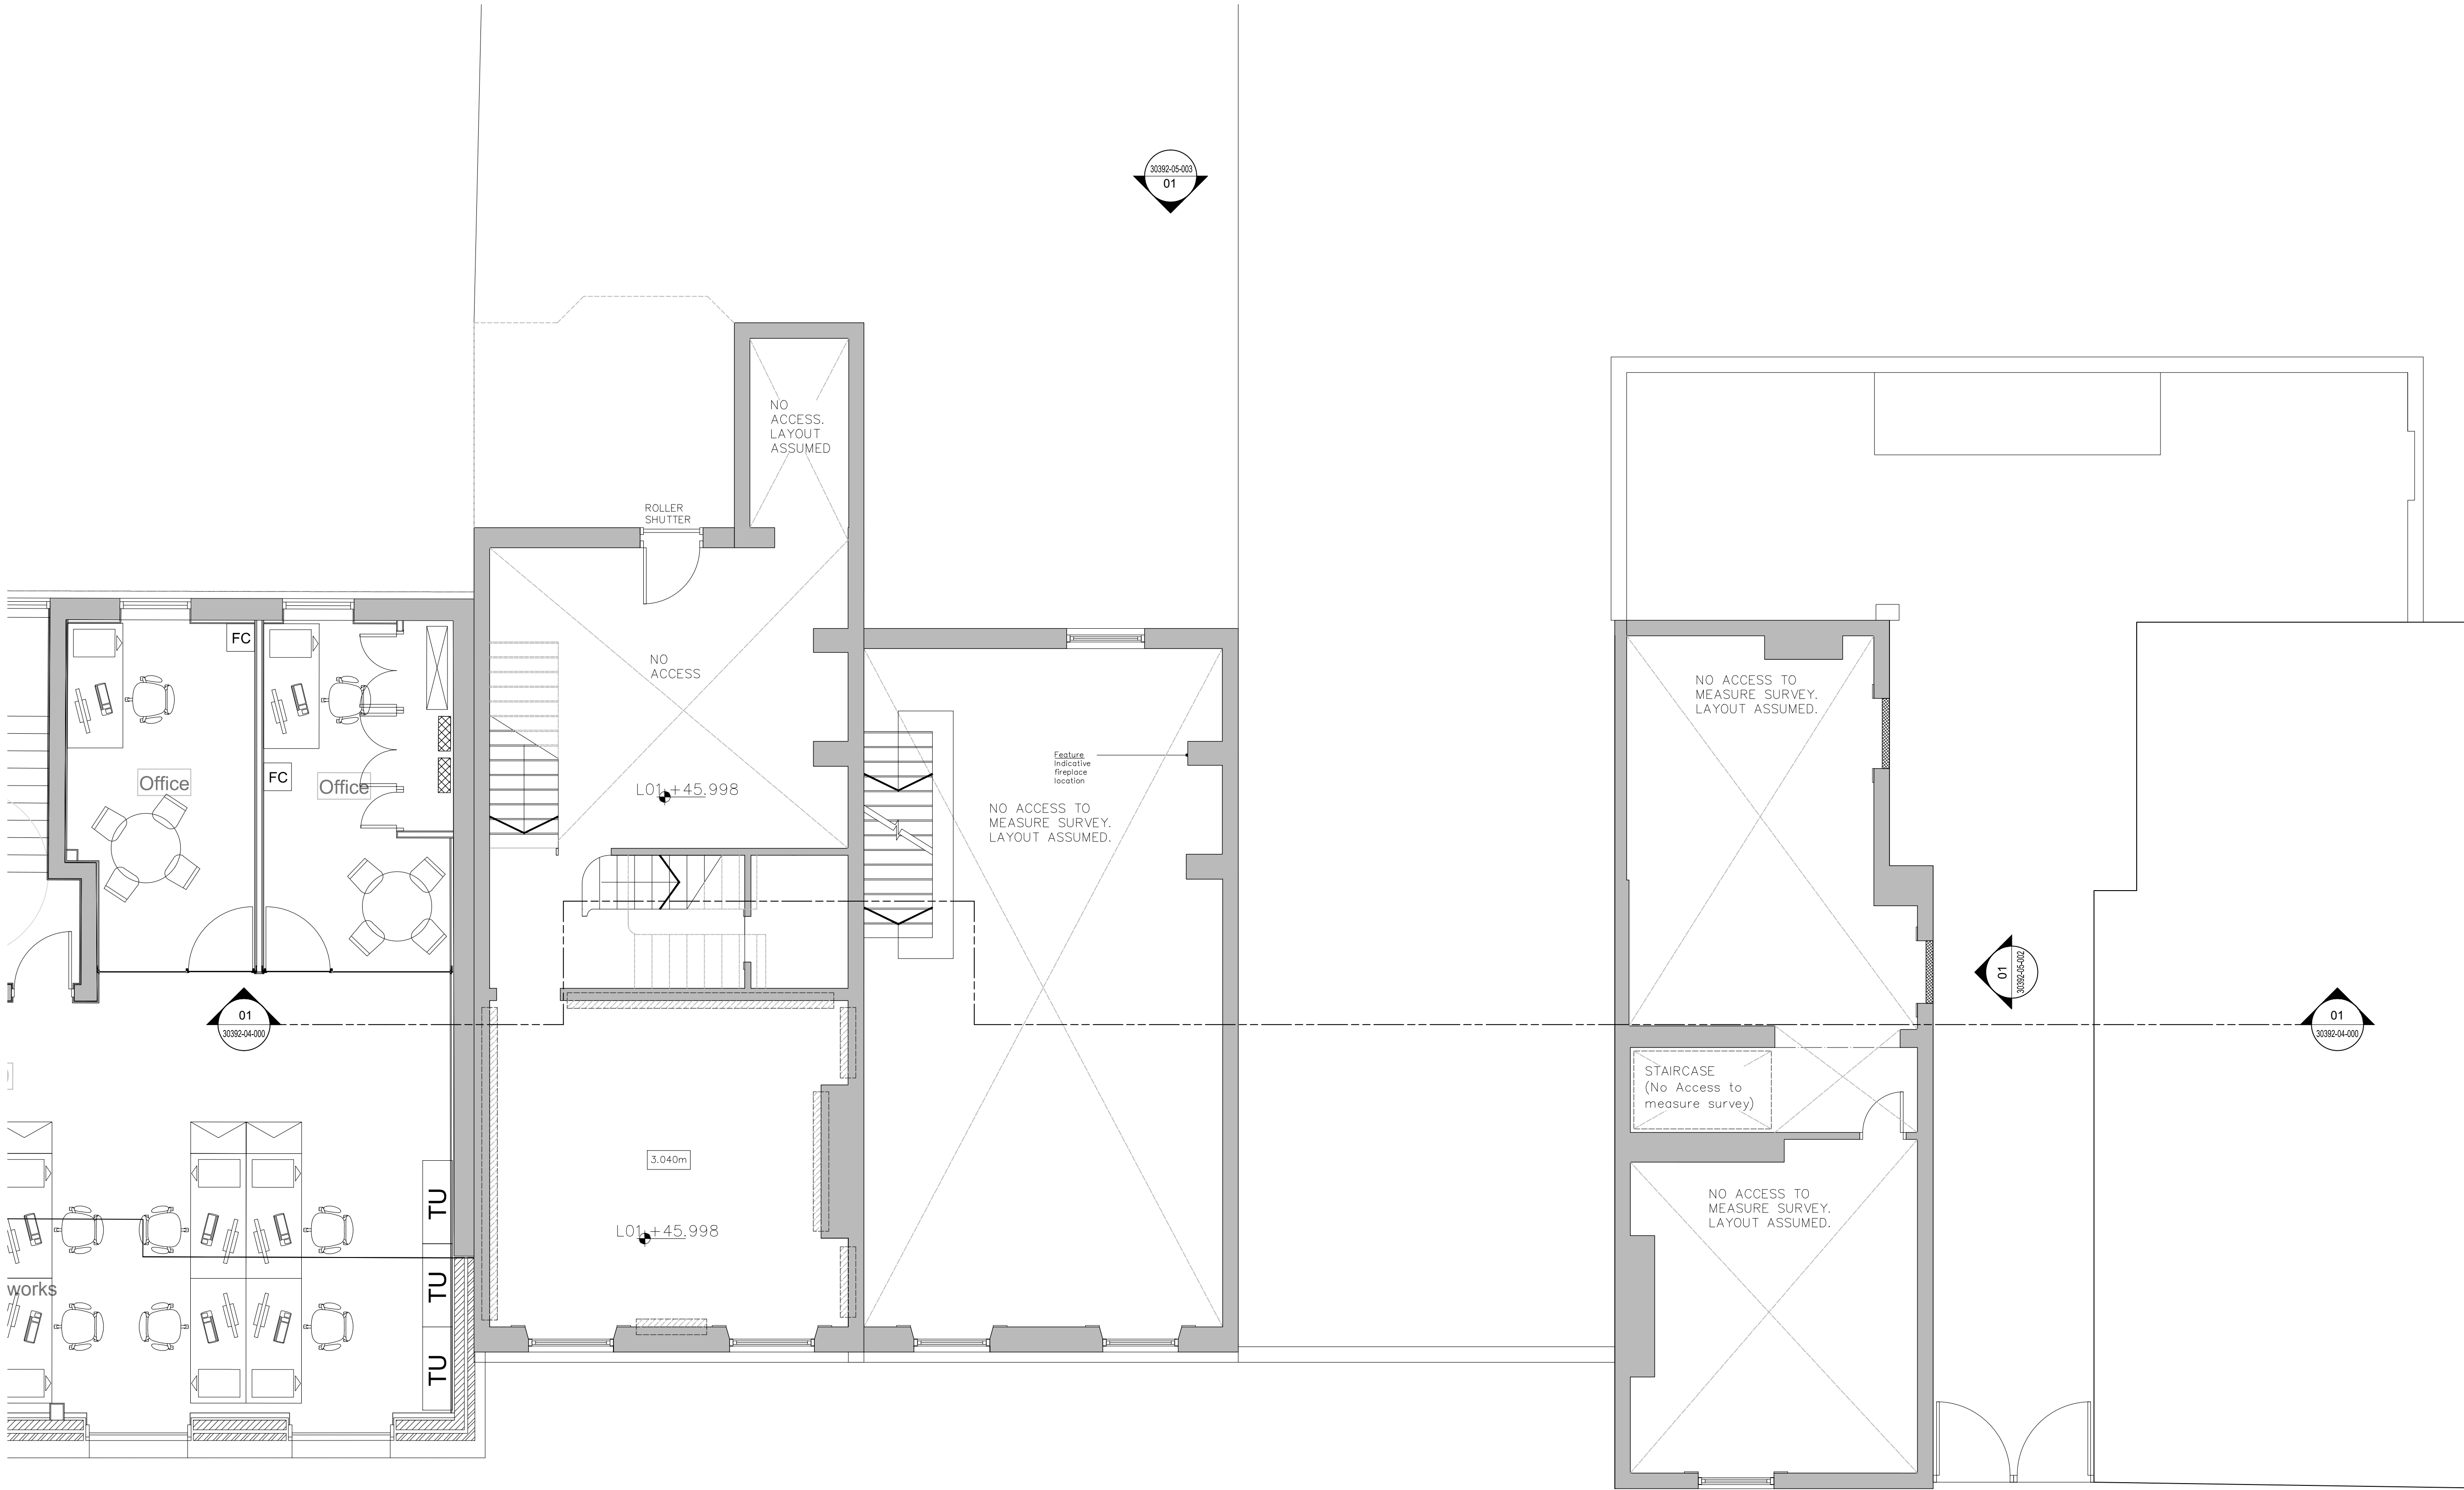 30392-05-003
01
NO
ACCESS.
LAYOUT
ASSUMED
ROLLER
SHUTTER
FC
NO
ACCESS
NO ACCESS TO
MEASURE SURVEY.
LAYOUT ASSUMED.
Feature
Indicative
fireplace
location
FC
Office
Office
L01 +45.998
NO ACCESS TO
MEASURE SURVEY.
LAYOUT ASSUMED.
01
30392-05-002
01
30392-04-000
01
30392-04-000
STAIRCASE
(No Access to
measure survey)
3.040m
NO ACCESS TO
MEASURE SURVEY.
LAYOUT ASSUMED.
TU
L01 +45.998
TU
works
TU